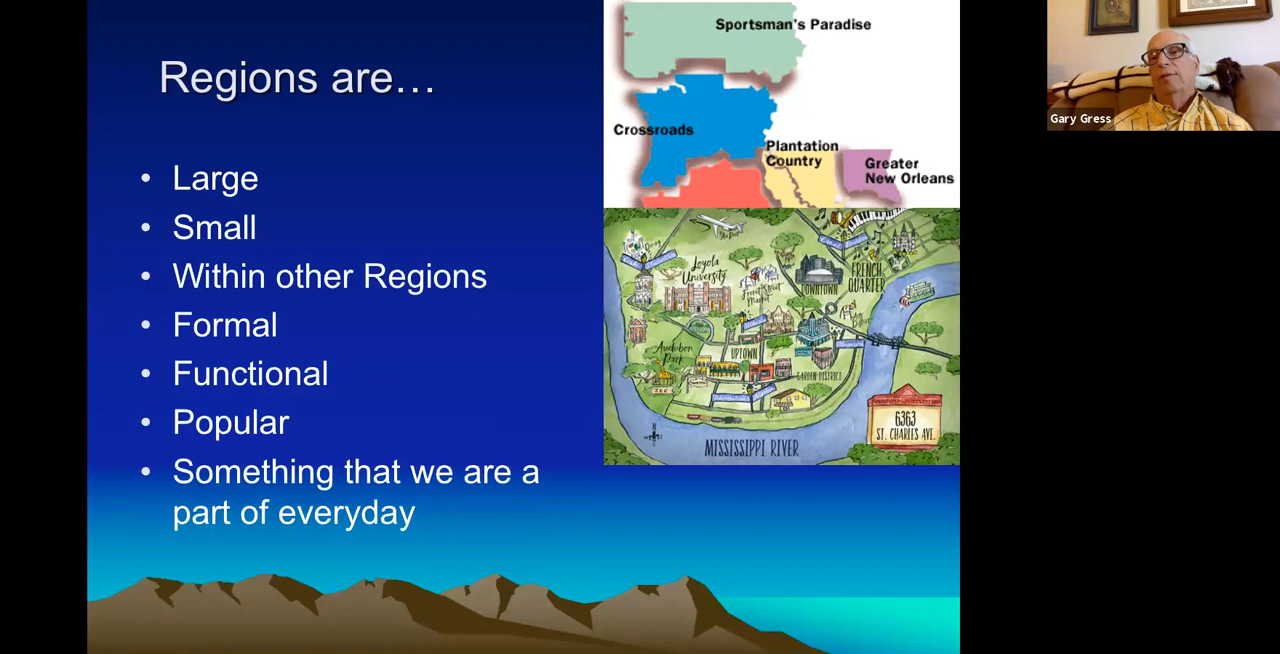 Regions are…
• Large
• Small
• Within other Regions
• Formal
• Functional
• Popular
• Something that we are a
part of everyday
Sportsman's Paradise
Crossroads
Plantation
Country
Greater
New Orleans
Loyola
University
FRENCH
QUARTER
DOWNTOWN
Audubon
Park
UPTOWN
GARDEN DISTRICT
6363
ST. CHARLES AVE.
MISSISSIPPI RIVER
N
Gary Gress